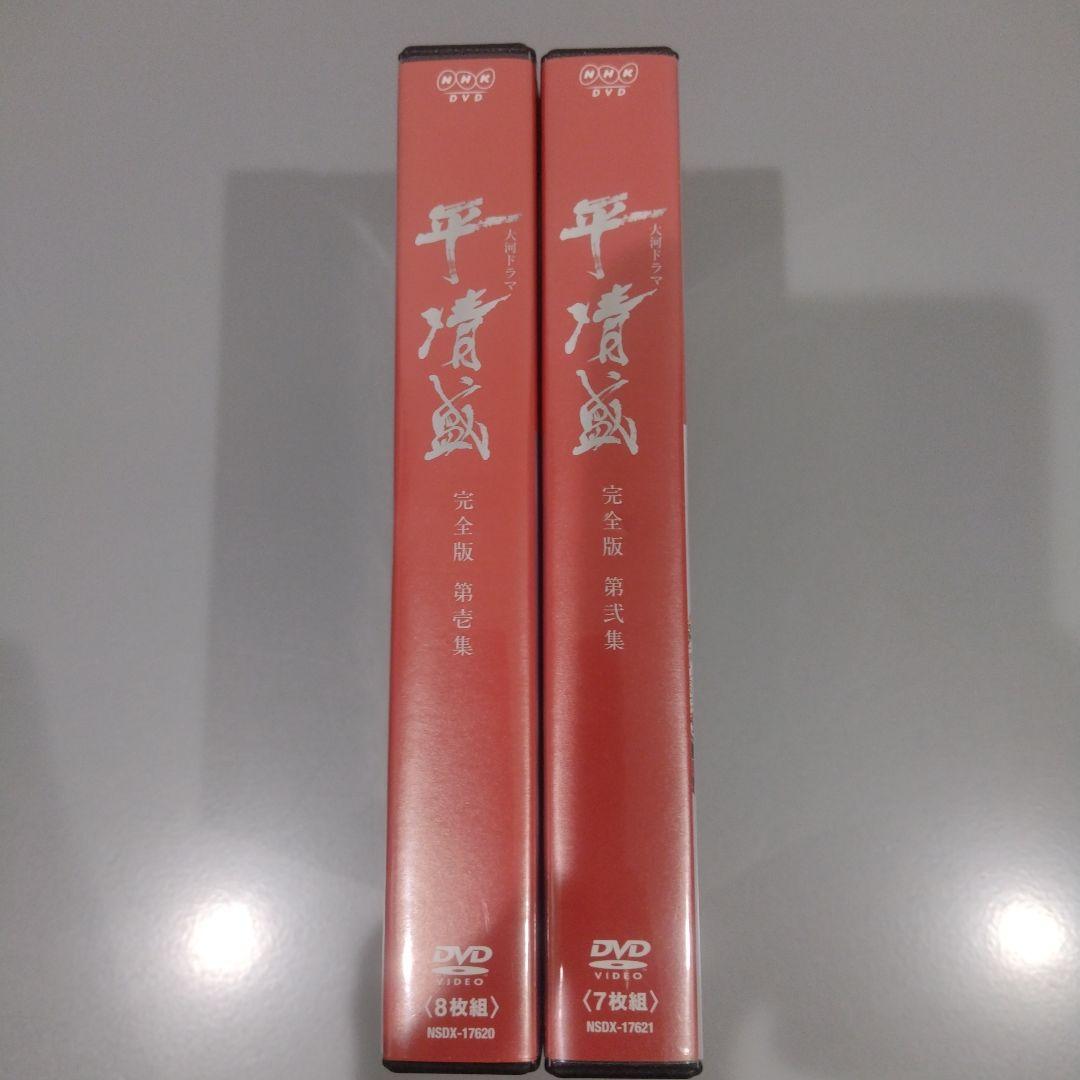 NHK
DVD
大河ドラマ
平清盛
完全版 第壱集
DVD
VIDEO
〈8枚組〉
NSDX-17620
NHK
DVD
大河ドラマ
平清盛
完全版 第弐集
DVD
VIDEO
〈7枚組〉
NSDX-17621